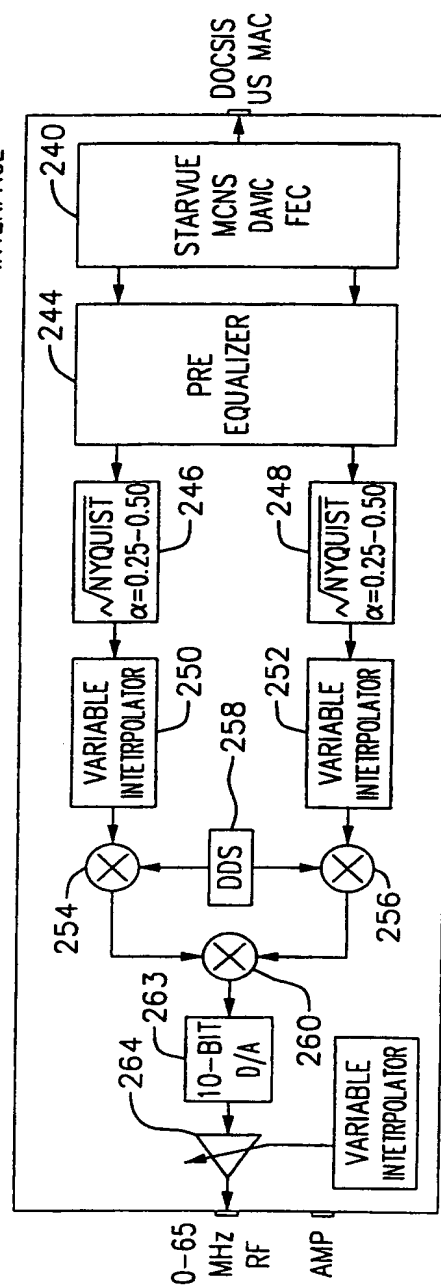 0-65
MHz
RF
AMP
264
263
10-BIT
D/A
260
VARIABLE
INTETRPOLATOR
254
256
DDS
258
VARIABLE
INTETRPOLATOR
250
VARIABLE
INTETRPOLATOR
252
√NYQUIST
α=0.25-0.50
246
√NYQUIST
α=0.25-0.50
248
PRE
EQUALIZER
244
STARVUE
MCNS
DAVIC
FEC
240
DOCSIS
US MAC